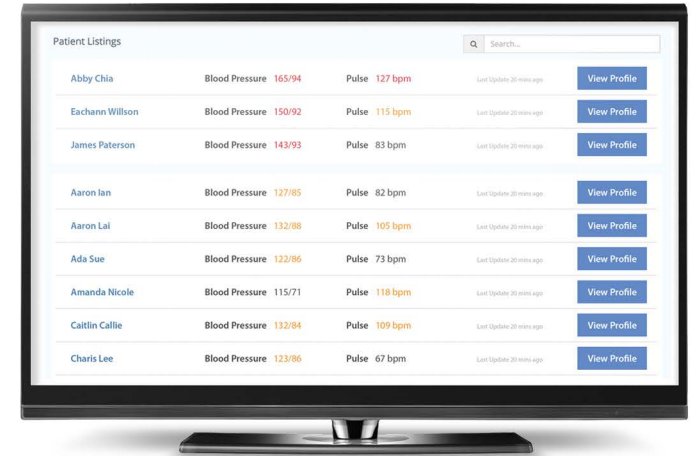 Patient Listings Search...
Abby Chia Blood Pressure 165/94 Pulse 127 bpm Last Update 20 mins ago View Profile
Eachann Willson Blood Pressure 150/92 Pulse 115 bpm Last Update 20 mins ago View Profile
James Paterson Blood Pressure 143/93 Pulse 83 bpm Last Update 20 mins ago View Profile
Aaron Ian Blood Pressure 127/85 Pulse 82 bpm Last Update 20 mins ago View Profile
Aaron Lai Blood Pressure 132/88 Pulse 105 bpm Last Update 20 mins ago View Profile
Ada Sue Blood Pressure 122/86 Pulse 73 bpm Last Update 20 mins ago View Profile
Amanda Nicole Blood Pressure 115/71 Pulse 118 bpm Last Update 20 mins ago View Profile
Caitlin Callie Blood Pressure 132/84 Pulse 109 bpm Last Update 20 mins ago View Profile
Charis Lee Blood Pressure 123/86 Pulse 67 bpm Last Update 20 mins ago View Profile